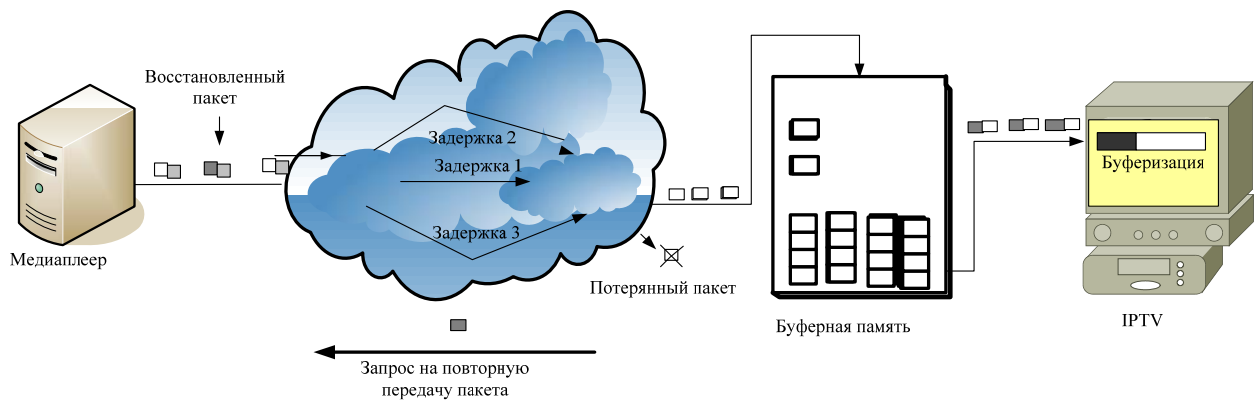 Восстановленный
пакет
Задержка 2
Задержка 1
Задержка 3
Медиаплеер
Потерянный пакет
Запрос на повторную
передачу пакета
Буферная память
Буферизация
IPTV